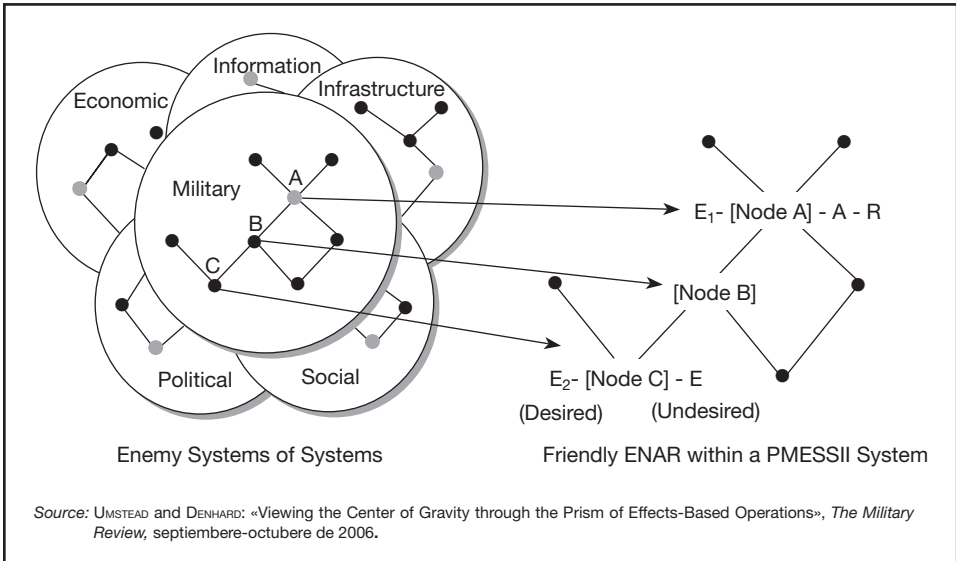 Information
Economic
Infrastructure
Military
A
B
C
Political
Social
E₁- [Node A] - A - R
[Node B]
E₂- [Node C] - E
(Desired) (Undesired)
Enemy Systems of Systems
Friendly ENAR within a PMESSII System
Source: UMSTEAD and DENHARD: «Viewing the Center of Gravity through the Prism of Effects-Based Operations», The Military
Review, septiembere-octubere de 2006.